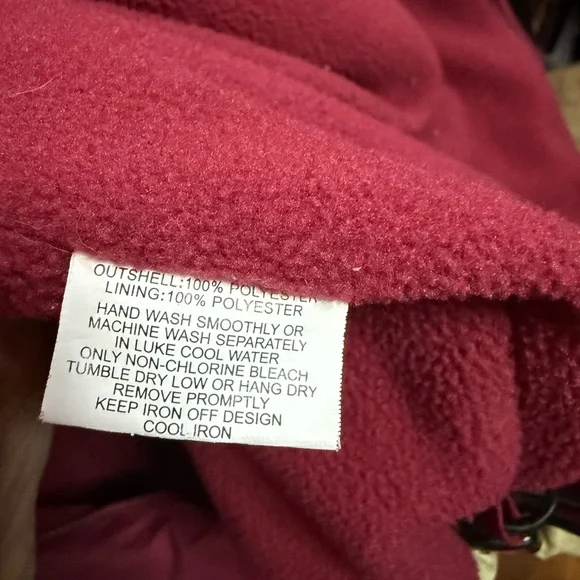 OUTSHELL:100% POLYESTER
LINING:100% POLYESTER
HAND WASH SMOOTHLY OR
MACHINE WASH SEPARATELY
IN LUKE COOL WATER
ONLY NON-CHLORINE BLEACH
TUMBLE DRY LOW OR HANG DRY
REMOVE PROMPTLY
KEEP IRON OFF DESIGN
COOL IRON